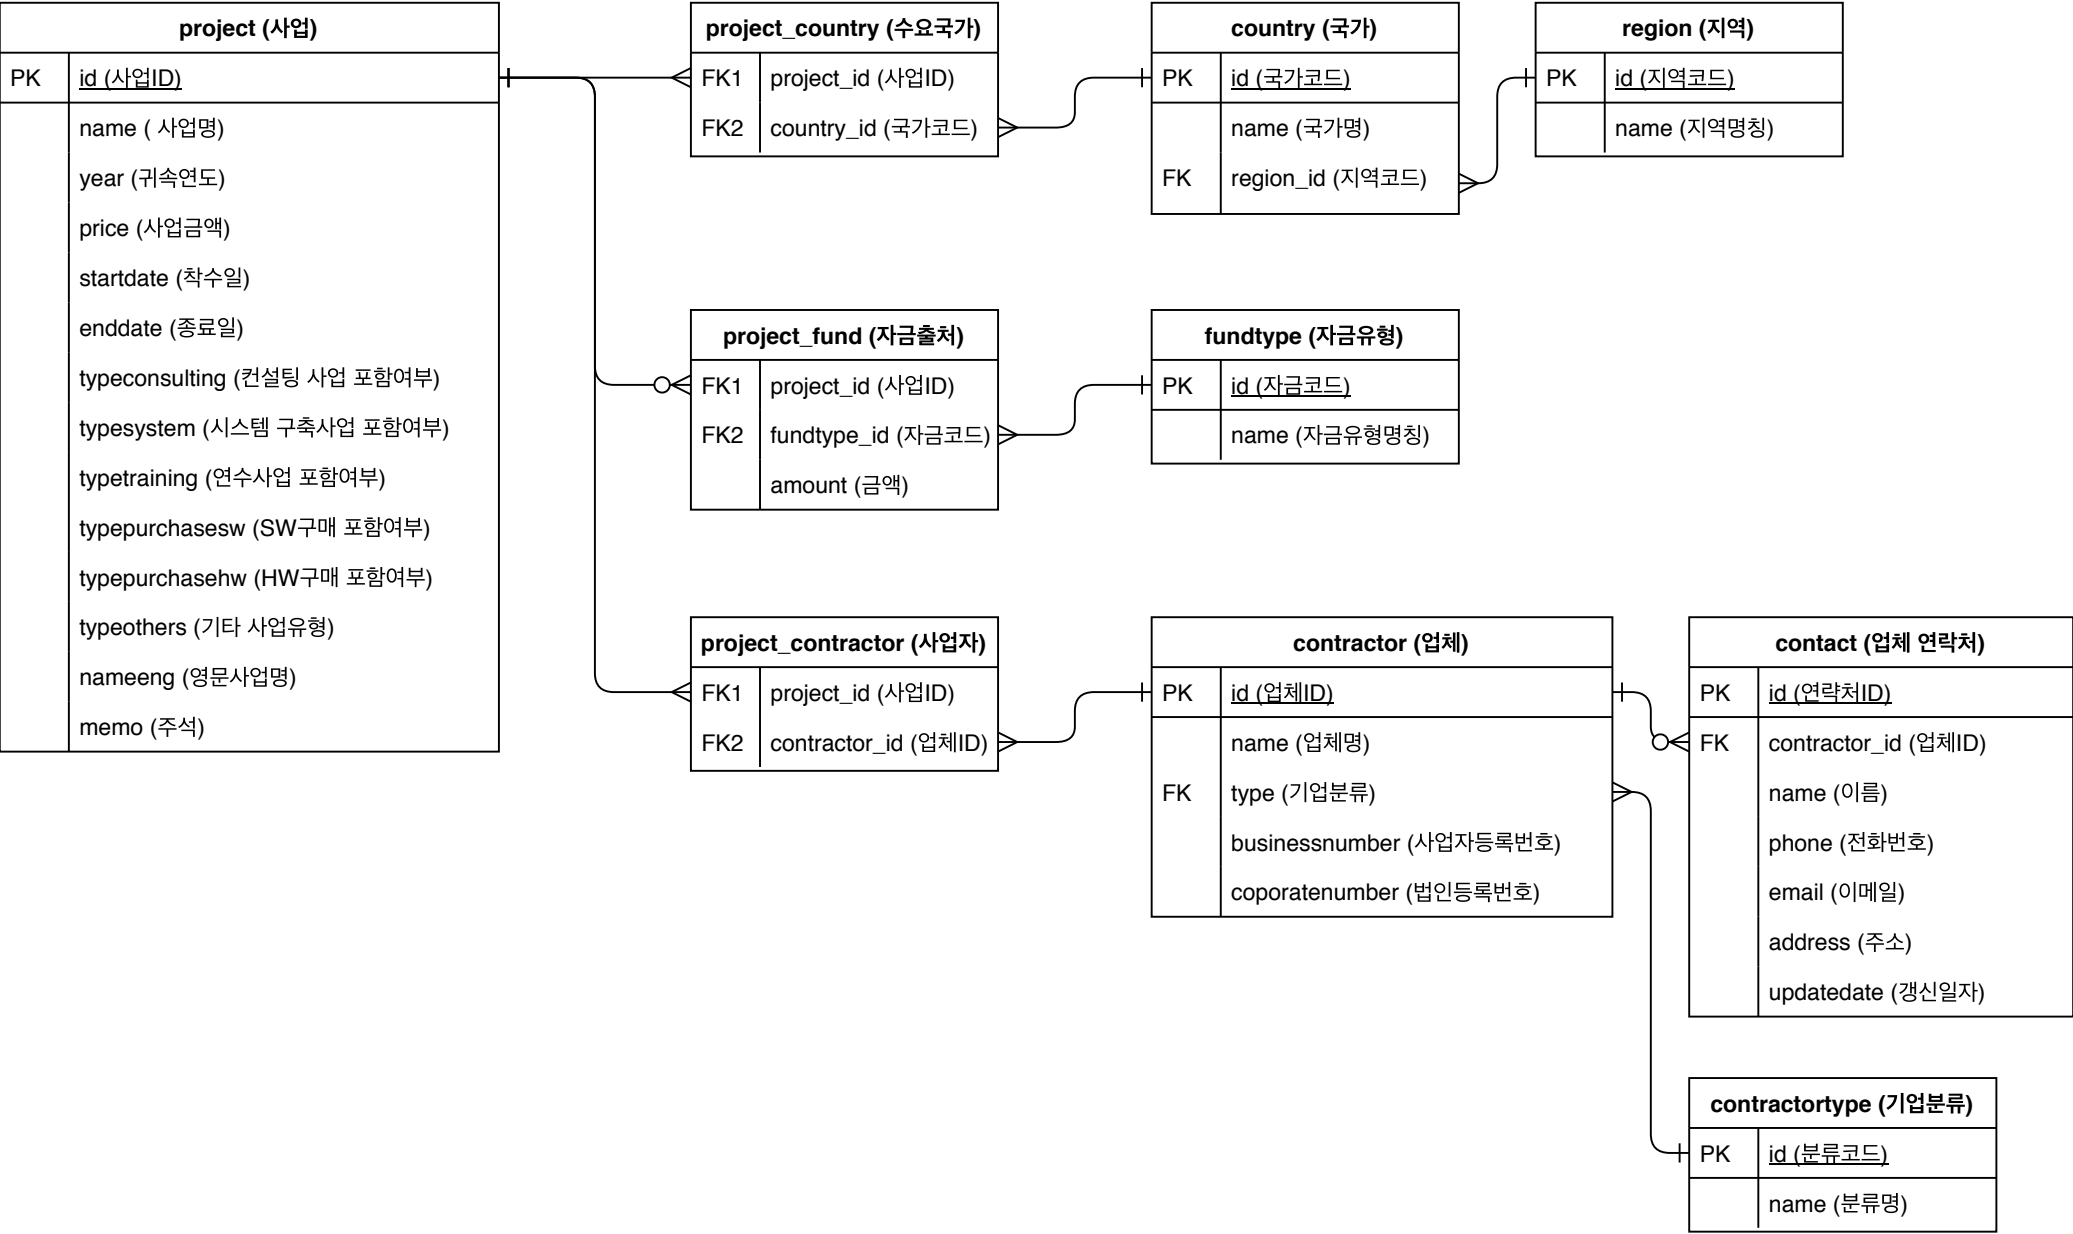 project (사업)
PK id (사업ID)
name ( 사업명)
year (귀속연도)
price (사업금액)
startdate (착수일)
enddate (종료일)
typeconsulting (컨설팅 사업 포함여부)
typesystem (시스템 구축사업 포함여부)
typetraining (연수사업 포함여부)
typepurchasesw (SW구매 포함여부)
typepurchasehw (HW구매 포함여부)
typeothers (기타 사업유형)
nameeng (영문사업명)
memo (주석)
project_country (수요국가)
FK1 project_id (사업ID)
FK2 country_id (국가코드)
country (국가)
PK id (국가코드)
name (국가명)
FK region_id (지역코드)
region (지역)
PK id (지역코드)
name (지역명칭)
project_fund (자금출처)
FK1 project_id (사업ID)
FK2 fundtype_id (자금코드)
amount (금액)
fundtype (자금유형)
PK id (자금코드)
name (자금유형명칭)
project_contractor (사업자)
FK1 project_id (사업ID)
FK2 contractor_id (업체ID)
contractor (업체)
PK id (업체ID)
name (업체명)
FK type (기업분류)
businessnumber (사업자등록번호)
coporatenumber (법인등록번호)
contact (업체 연락처)
PK id (연락처ID)
FK contractor_id (업체ID)
name (이름)
phone (전화번호)
email (이메일)
address (주소)
updatedate (갱신일자)
contractortype (기업분류)
PK id (분류코드)
name (분류명)